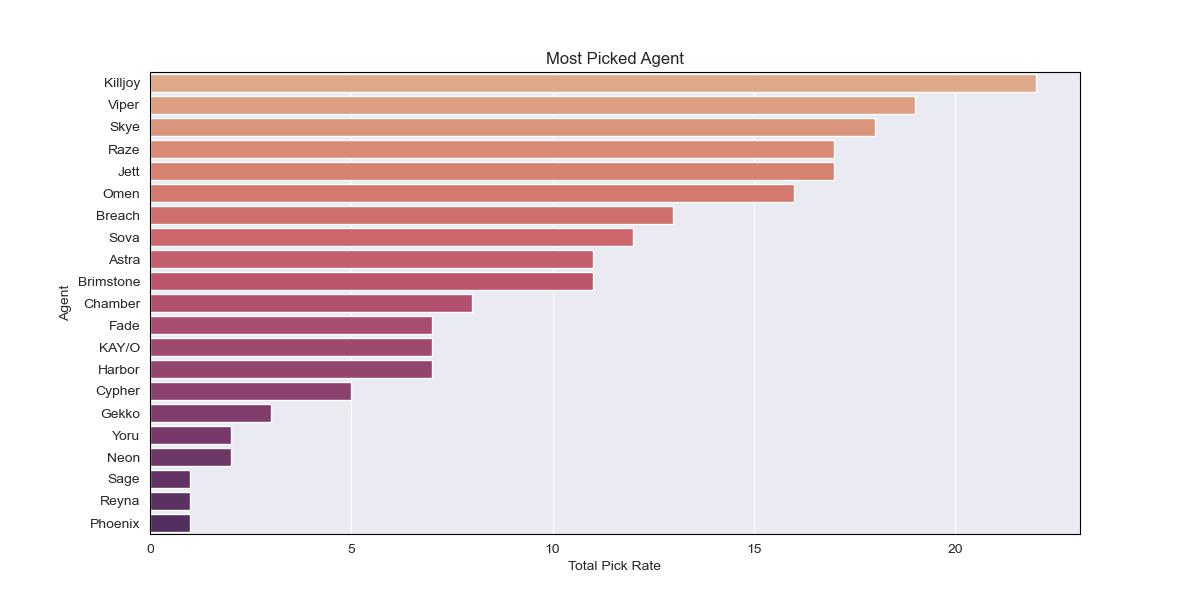 Most Picked Agent
Killjoy
Viper
Skye
Raze
Jett
Omen
Breach
Sova
Astra
Brimstone
Chamber
Fade
KAY/O
Harbor
Cypher
Gekko
Yoru
Neon
Sage
Reyna
Phoenix
Agent
0 5 10 15 20
Total Pick Rate